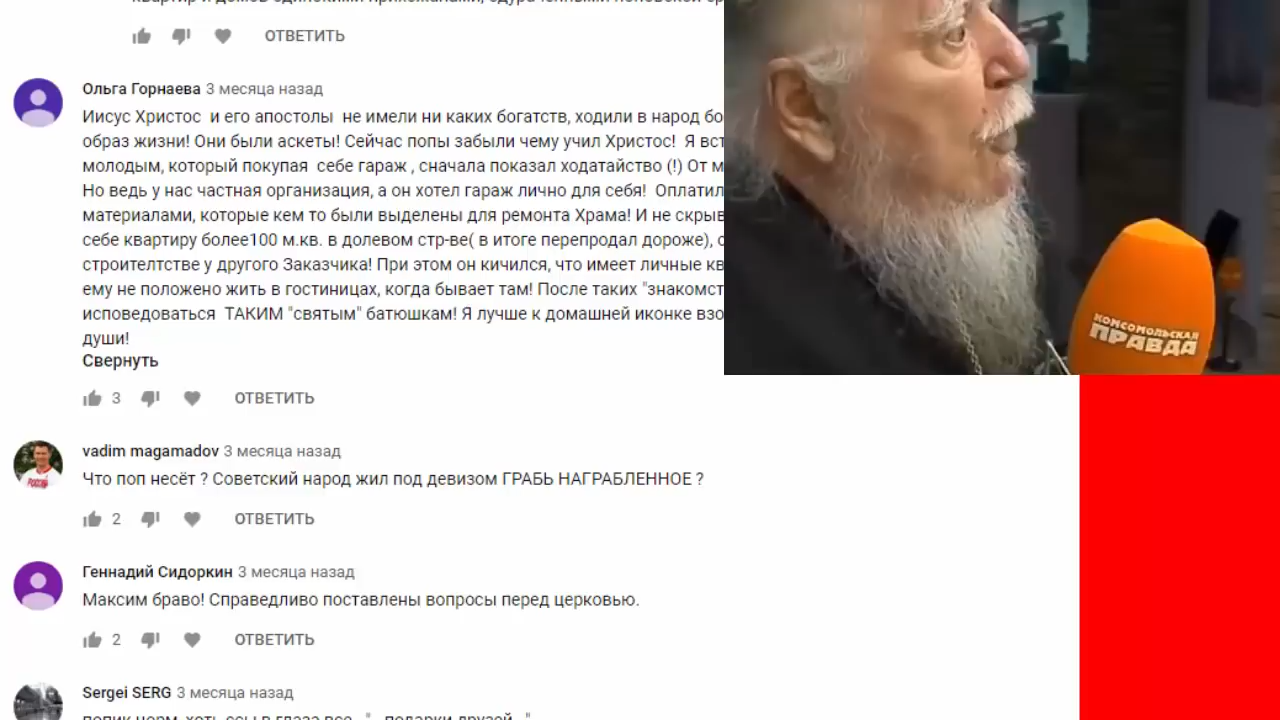 ОТВЕТИТЬ
Ольга Горнаева 3 месяца назад
Иисус Христос и его апостолы не имели ни каких богатств, ходили в народ бо
образ жизни! Они были аскеты! Сейчас попы забыли чему учил Христос! Я вст
молодым, который покупая себе гараж , сначала показал ходатайство (!) От м
Но ведь у нас частная организация, а он хотел гараж лично для себя! Оплатил
материалами, которые кем то были выделены для ремонта Храма! И не скрыв
себе квартиру более100 м.кв. в долевом стр-ве( в итоге перепродал дороже), с
строителтстве у другого Заказчика! При этом он кичился, что имеет личные кв
ему не положено жить в гостиницах, когда бывает там! После таких "знакомст
исповедоваться ТАКИМ "святым" батюшкам! Я лучше к домашней иконке взо
души!
Свернуть
3 ОТВЕТИТЬ
vadim magamadov 3 месяца назад
Что поп несёт ? Советский народ жил под девизом ГРАБЬ НАГРАБЛЕННОЕ ?
2 ОТВЕТИТЬ
Геннадий Сидоркин 3 месяца назад
Максим браво! Справедливо поставлены вопросы перед церковью.
2 ОТВЕТИТЬ
Sergei SERG 3 месяца назад
КОМСОМОЛЬСКАЯ
ПРАВДА